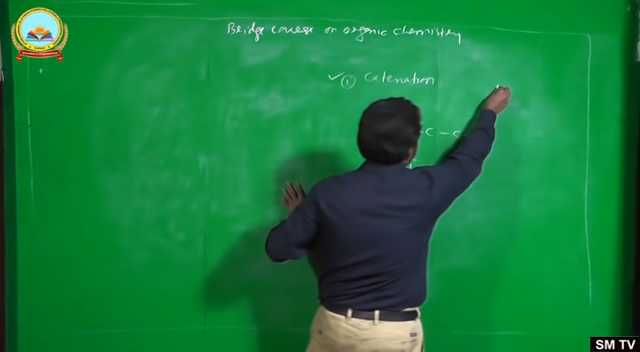 Bridge course on organic chemistry
✓ ① Catenation
C – C
SM TV